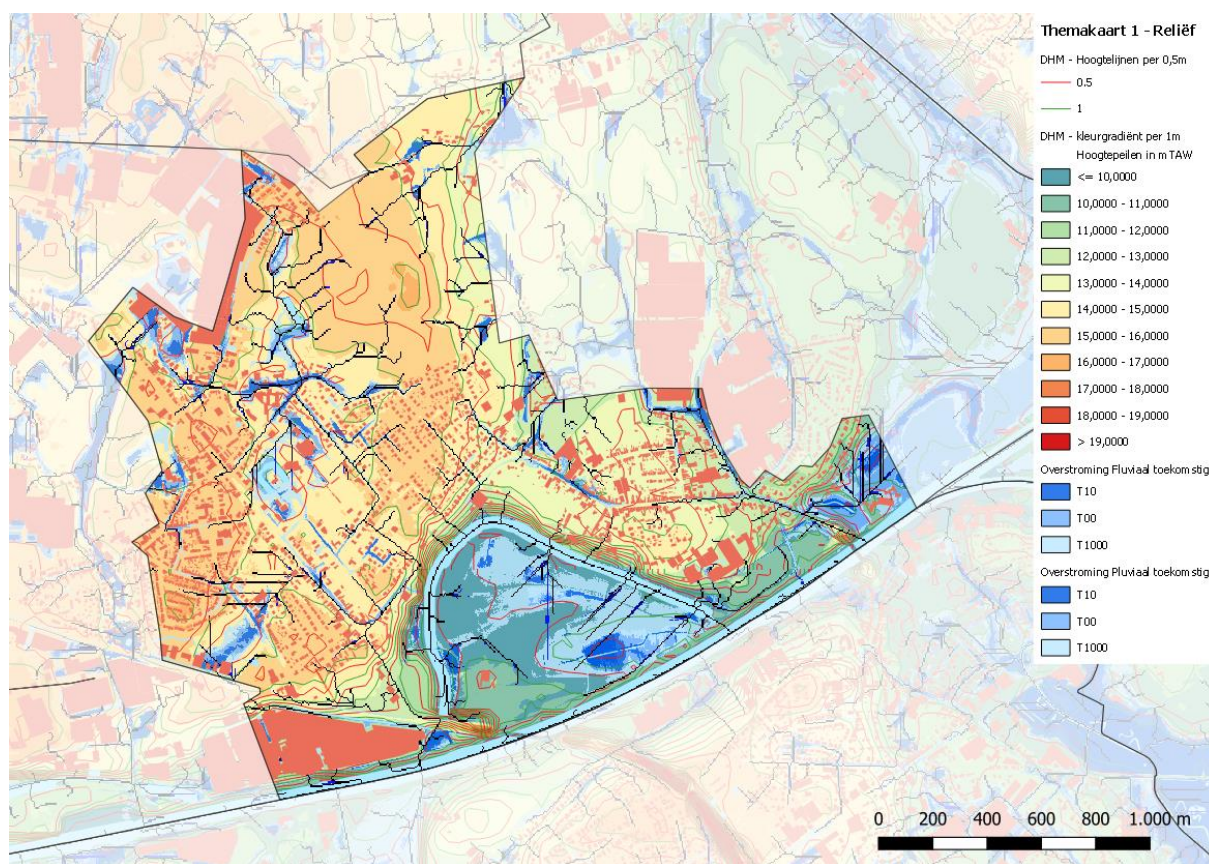 Themakaart 1 - Reliëf
DHM - Hoogtelijnen per 0,5m
0.5
1
DHM - kleurgradiënt per 1m
Hoogtepeilen in m TAW
<= 10,0000
10,0000 - 11,0000
11,0000 - 12,0000
12,0000 - 13,0000
13,0000 - 14,0000
14,0000 - 15,0000
15,0000 - 16,0000
16,0000 - 17,0000
17,0000 - 18,0000
18,0000 - 19,0000
> 19,0000
Overstroming Pluviaal toekomstig
T10
T00
T1000
Overstroming Pluviaal toekomstig
T10
T00
T1000
0 200 400 600 800 1.000 m